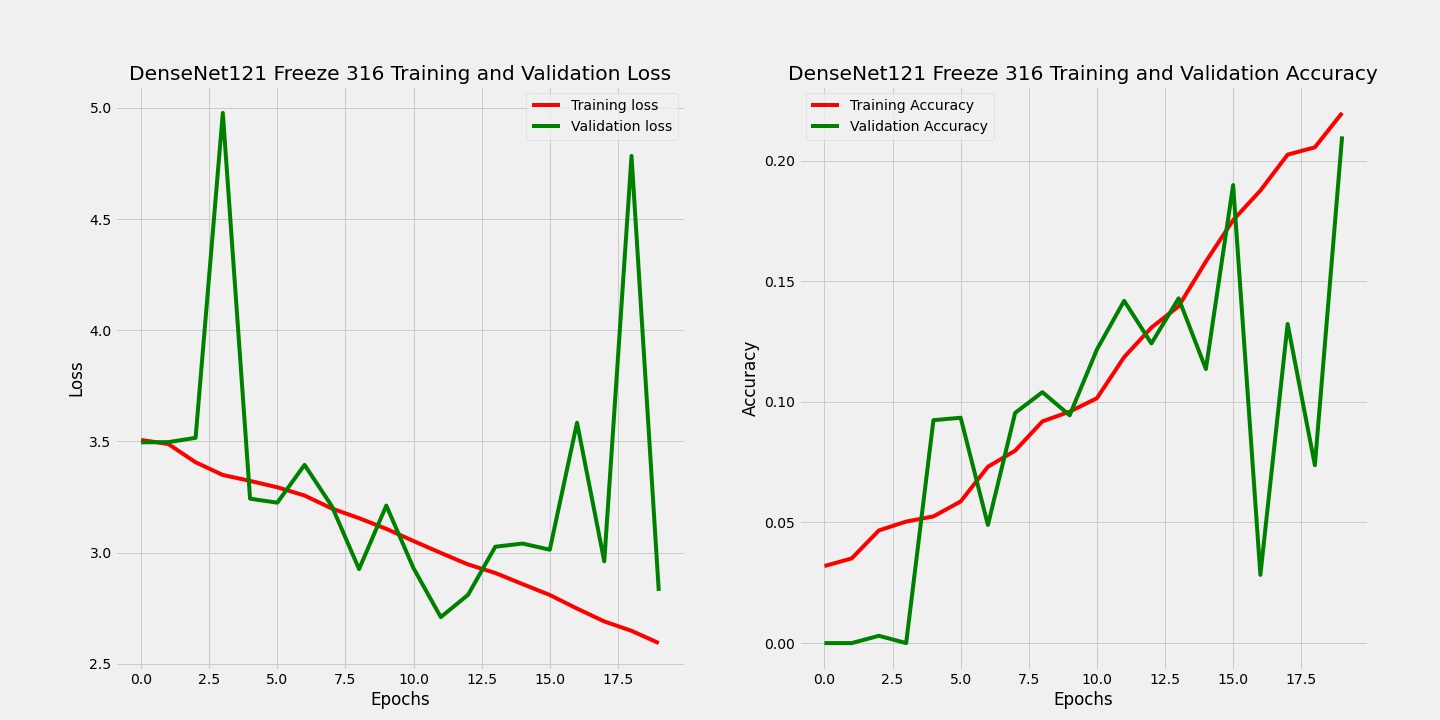 DenseNet121 Freeze 316 Training and Validation Loss
Training loss
Validation loss
5.0
4.5
4.0
3.5
3.0
2.5
Loss
0.0
2.5
5.0
7.5
10.0
12.5
15.0
17.5
Epochs
DenseNet121 Freeze 316 Training and Validation Accuracy
Training Accuracy
Validation Accuracy
0.20
0.15
0.10
0.05
0.00
Accuracy
0.0
2.5
5.0
7.5
10.0
12.5
15.0
17.5
Epochs